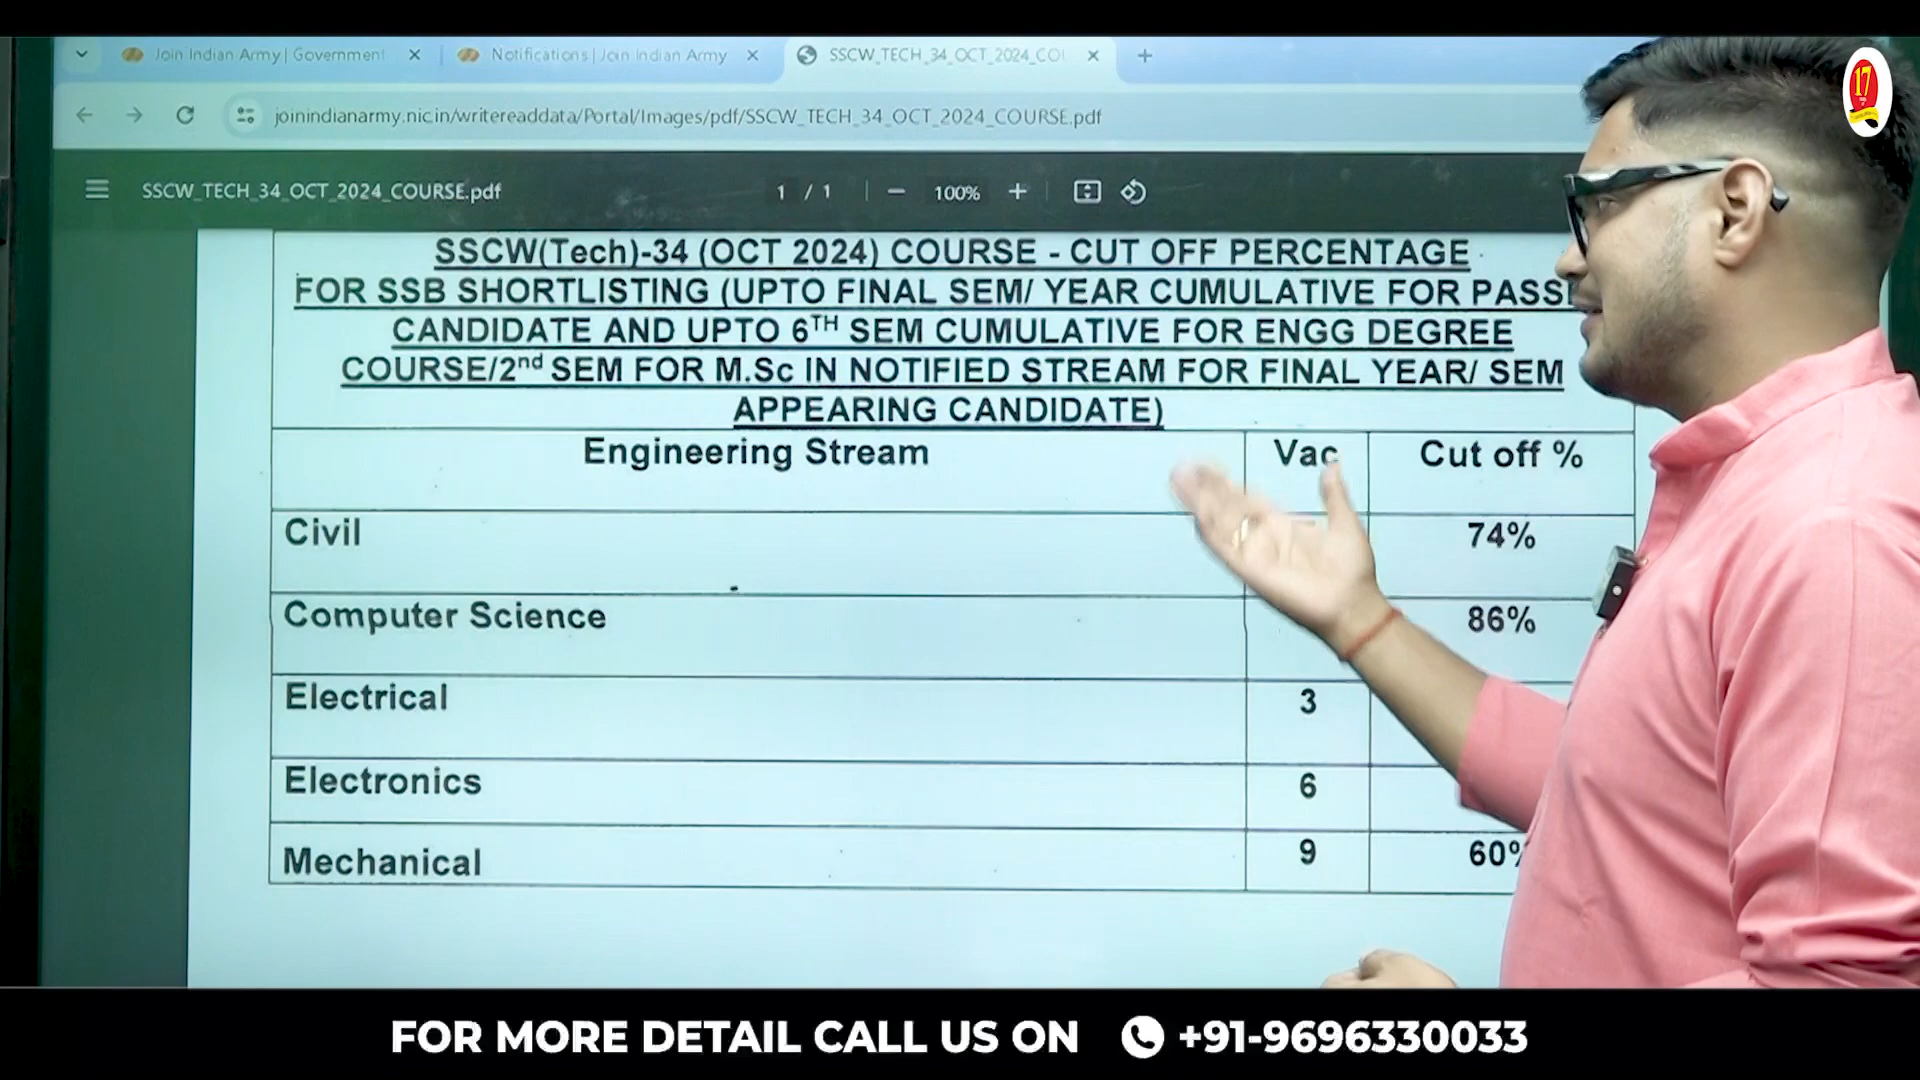 Join Indian Army | Government
Notifications | Join Indian Army
SSCW_TECH_34_OCT_2024_CO
17
joinindianarmy.nic.in/writereaddata/Portal/Images/pdf/SSCW_TECH_34_OCT_2024_COURSE.pdf
SSCW_TECH_34_OCT_2024_COURSE.pdf 1 / 1 100%
SSCW(Tech)-34 (OCT 2024) COURSE - CUT OFF PERCENTAGE
FOR SSB SHORTLISTING (UPTO FINAL SEM/ YEAR CUMULATIVE FOR PASS
CANDIDATE AND UPTO 6TH SEM CUMULATIVE FOR ENGG DEGREE
COURSE/2nd SEM FOR M.Sc IN NOTIFIED STREAM FOR FINAL YEAR/ SEM
APPEARING CANDIDATE)
Engineering Stream Vac Cut off %
Civil 74%
Computer Science 86%
Electrical 3
Electronics 6
Mechanical 9 60%
FOR MORE DETAIL CALL US ON +91-9696330033